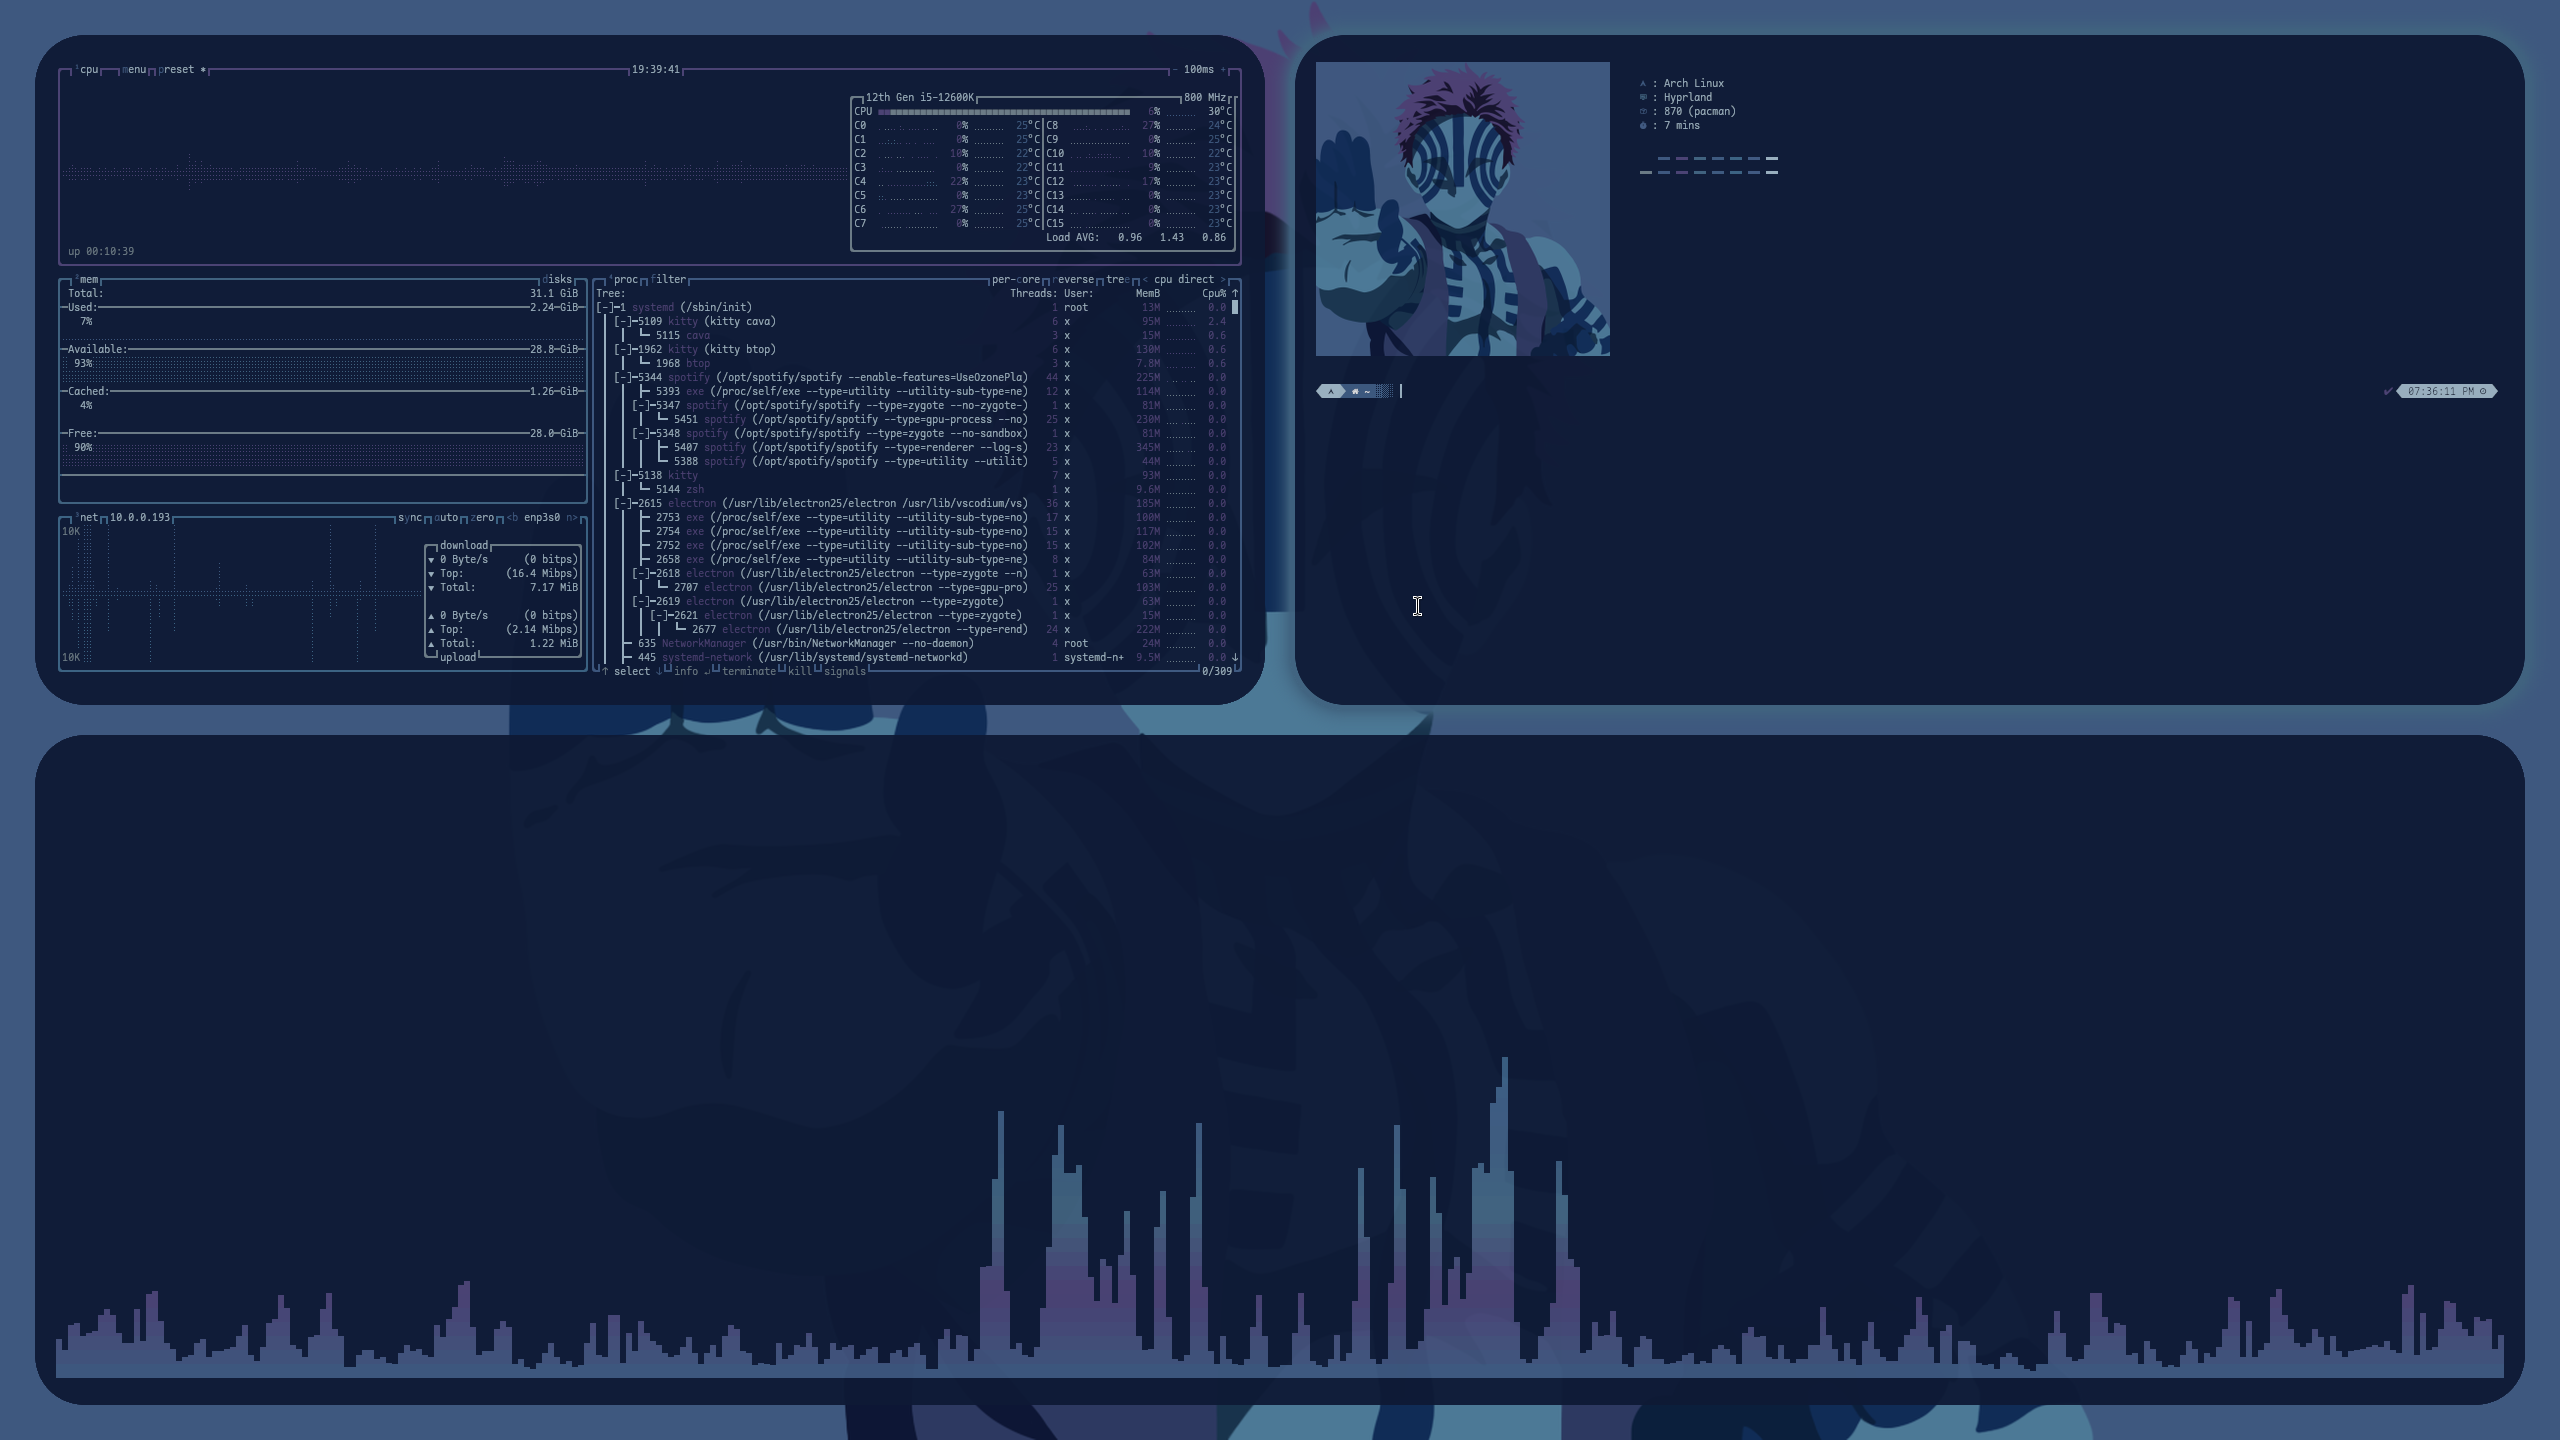 ¹cpu menu preset * 19:39:41 - 100ms +
12th Gen i5-12600K 800 MHz
CPU 6% 30°C
C0 0% 25°C C8 27% 24°C
C1 0% 25°C C9 0% 25°C
C2 10% 22°C C10 10% 22°C
C3 0% 22°C C11 9% 23°C
C4 22% 23°C C12 17% 23°C
C5 0% 23°C C13 0% 23°C
C6 27% 25°C C14 0% 23°C
C7 0% 25°C C15 0% 23°C
Load AVG: 0.96 1.43 0.86
up 00:10:39
²mem disks
Total: 31.1 GiB
Used: 2.24 GiB
7%
Available: 28.8 GiB
93%
Cached: 1.26 GiB
4%
Free: 28.0 GiB
90%
³net 10.0.0.193 sync auto zero <b enp3s0 n>
10K
download
▼ 0 Byte/s (0 bitps)
▼ Top: (16.4 Mibps)
▼ Total: 7.17 MiB
▲ 0 Byte/s (0 bitps)
▲ Top: (2.14 Mibps)
▲ Total: 1.22 MiB
upload
10K
⁴proc filter per-core reverse tree < cpu direct >
Tree: Threads: User: MemB Cpu% ↑
[-]-1 systemd (/sbin/init) 1 root 13M 0.0
[-]-5109 kitty (kitty cava) 6 x 95M 2.4
5115 cava 3 x 15M 0.6
[-]-1962 kitty (kitty btop) 6 x 130M 0.6
1968 btop 3 x 7.8M 0.6
[-]-5344 spotify (/opt/spotify/spotify --enable-features=UseOzonePla) 44 x 225M 0.0
5393 exe (/proc/self/exe --type=utility --utility-sub-type=ne) 12 x 114M 0.0
[-]-5347 spotify (/opt/spotify/spotify --type=zygote --no-zygote-) 1 x 81M 0.0
5451 spotify (/opt/spotify/spotify --type=gpu-process --no) 25 x 230M 0.0
[-]-5348 spotify (/opt/spotify/spotify --type=zygote --no-sandbox) 1 x 81M 0.0
5407 spotify (/opt/spotify/spotify --type=renderer --log-s) 23 x 345M 0.0
5388 spotify (/opt/spotify/spotify --type=utility --utilit) 5 x 44M 0.0
[-]-5138 kitty 7 x 93M 0.0
5144 zsh 1 x 9.6M 0.0
[-]-2615 electron (/usr/lib/electron25/electron /usr/lib/vscodium/vs) 36 x 185M 0.0
2753 exe (/proc/self/exe --type=utility --utility-sub-type=no) 17 x 100M 0.0
2754 exe (/proc/self/exe --type=utility --utility-sub-type=no) 15 x 117M 0.0
2752 exe (/proc/self/exe --type=utility --utility-sub-type=no) 15 x 102M 0.0
2658 exe (/proc/self/exe --type=utility --utility-sub-type=ne) 8 x 84M 0.0
[-]-2618 electron (/usr/lib/electron25/electron --type=zygote --n) 1 x 63M 0.0
2707 electron (/usr/lib/electron25/electron --type=gpu-pro) 25 x 103M 0.0
[-]-2619 electron (/usr/lib/electron25/electron --type=zygote) 1 x 63M 0.0
[-]-2621 electron (/usr/lib/electron25/electron --type=zygote) 1 x 15M 0.0
2677 electron (/usr/lib/electron25/electron --type=rend) 24 x 222M 0.0
635 NetworkManager (/usr/bin/NetworkManager --no-daemon) 4 root 24M 0.0
445 systemd-network (/usr/lib/systemd/systemd-networkd) 1 systemd-n+ 9.5M 0.0 ↓
↑ select ↓ info ↲ terminate kill signals 0/309
: Arch Linux
: Hyprland
: 870 (pacman)
: 7 mins
~ ✔ 07:36:11 PM